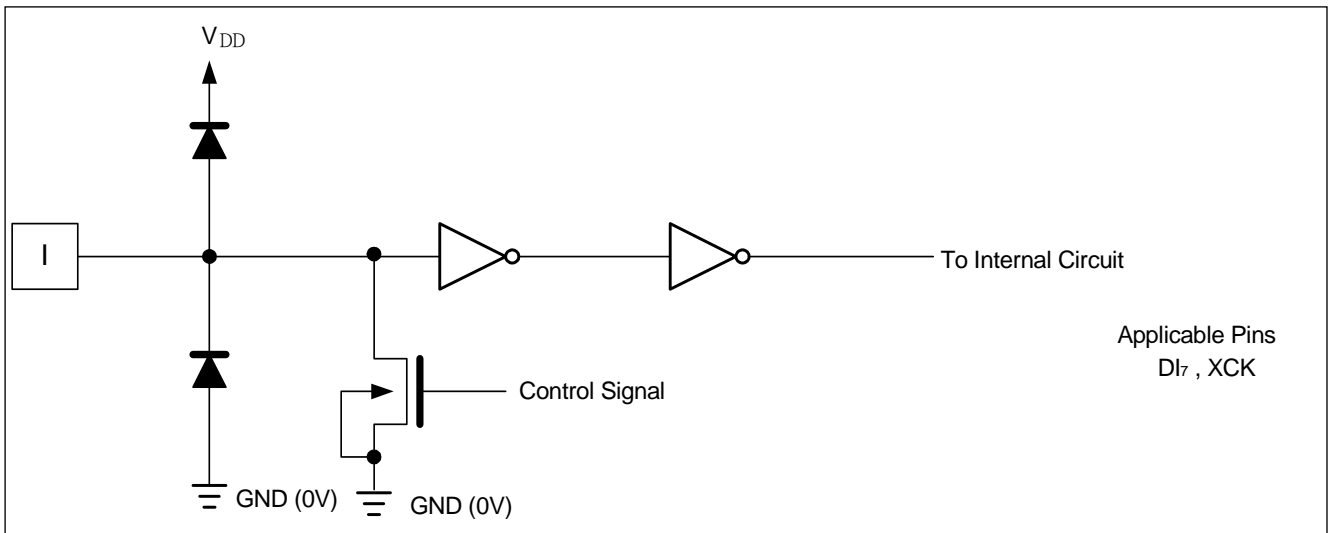 VDD
I
To Internal Circuit
Applicable Pins
DI7 , XCK
Control Signal
GND (0V)
GND (0V)